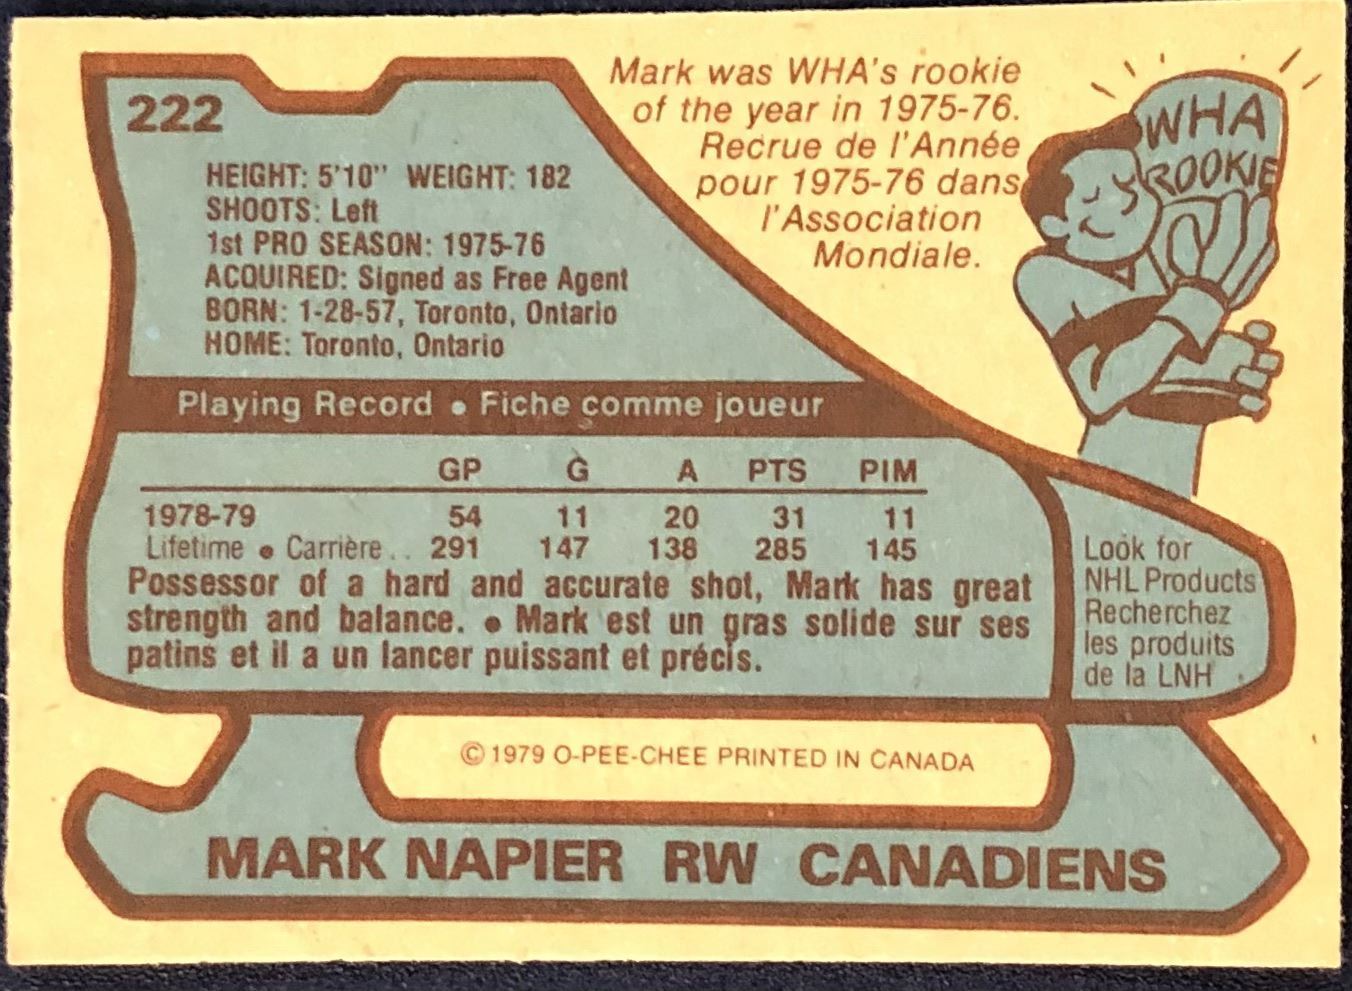 222
Mark was WHA's rookie
of the year in 1975-76.
Recrue de l'Année
pour 1975-76 dans
l'Association
Mondiale.
WHA
ROOKIE
HEIGHT: 5'10" WEIGHT: 182
SHOOTS: Left
1st PRO SEASON: 1975-76
ACQUIRED: Signed as Free Agent
BORN: 1-28-57, Toronto, Ontario
HOME: Toronto, Ontario
Playing Record • Fiche comme joueur
GP G A PTS PIM
1978-79 54 11 20 31 11
Lifetime • Carrière .. 291 147 138 285 145
Possessor of a hard and accurate shot, Mark has great
strength and balance. • Mark est un gras solide sur ses
patins et il a un lancer puissant et précis.
Look for
NHL Products
Recherchez
les produits
de la LNH
© 1979 O-PEE-CHEE PRINTED IN CANADA
MARK NAPIER RW CANADIENS